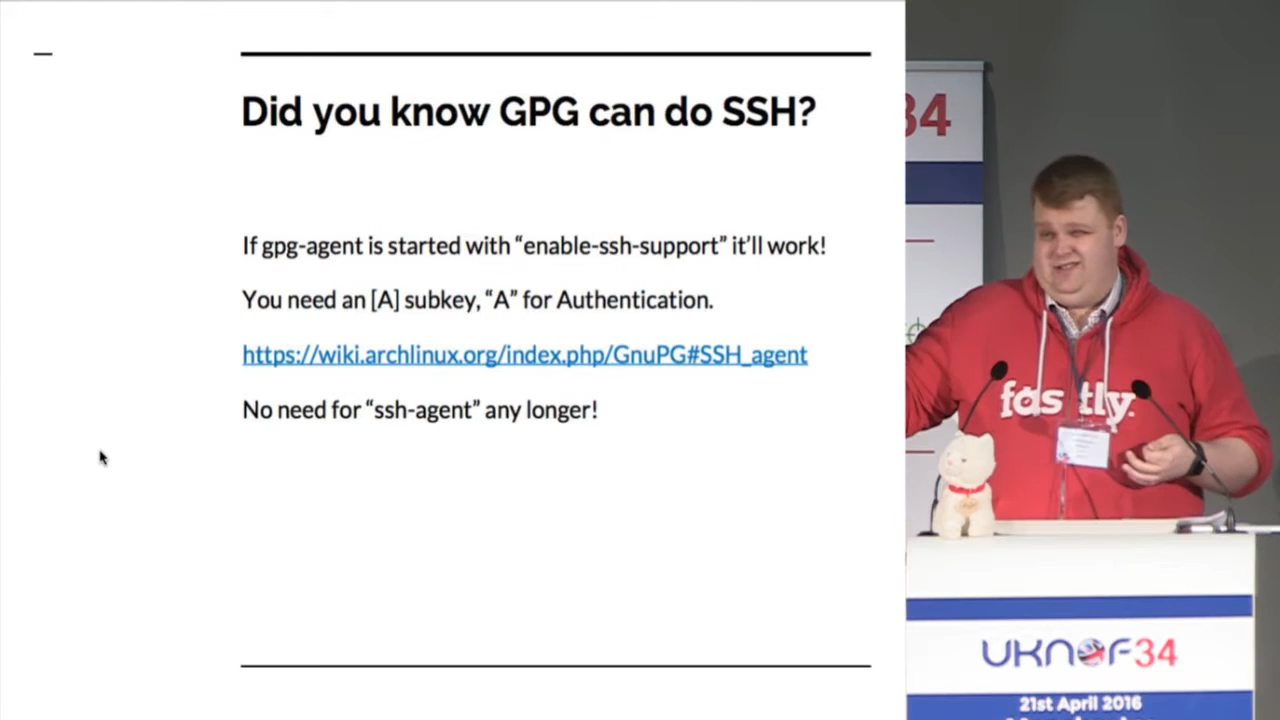 Did you know GPG can do SSH?
If gpg-agent is started with “enable-ssh-support” it’ll work!
You need an [A] subkey, “A” for Authentication.
https://wiki.archlinux.org/index.php/GnuPG#SSH_agent
No need for “ssh-agent” any longer!
34
fastly.
UKNOF34
21st April 2016